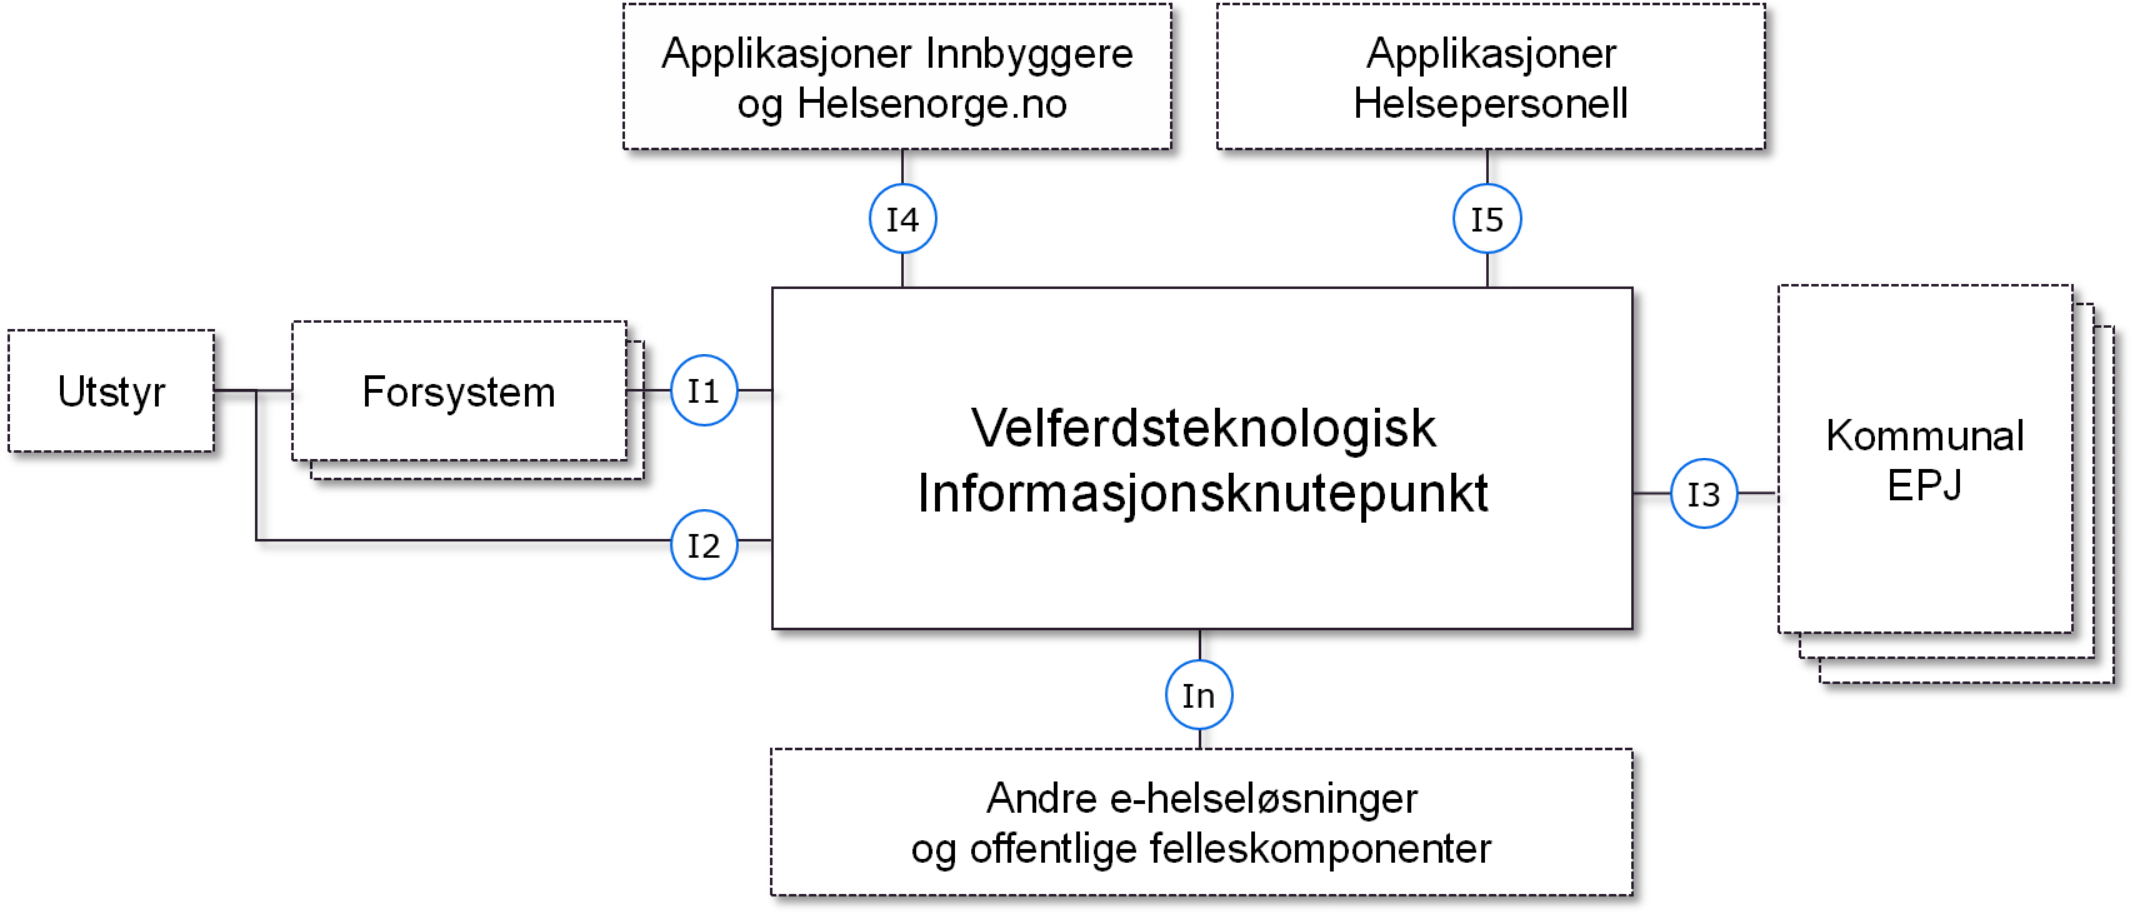 Applikasjoner Innbyggere
og Helsenorge.no
Applikasjoner
Helsepersonell
I4
I5
Utstyr
Forsystem
I1
I2
Velferdsteknologisk
Informasjonsknutepunkt
I3
Kommunal
EPJ
In
Andre e-helseløsninger
og offentlige felleskomponenter